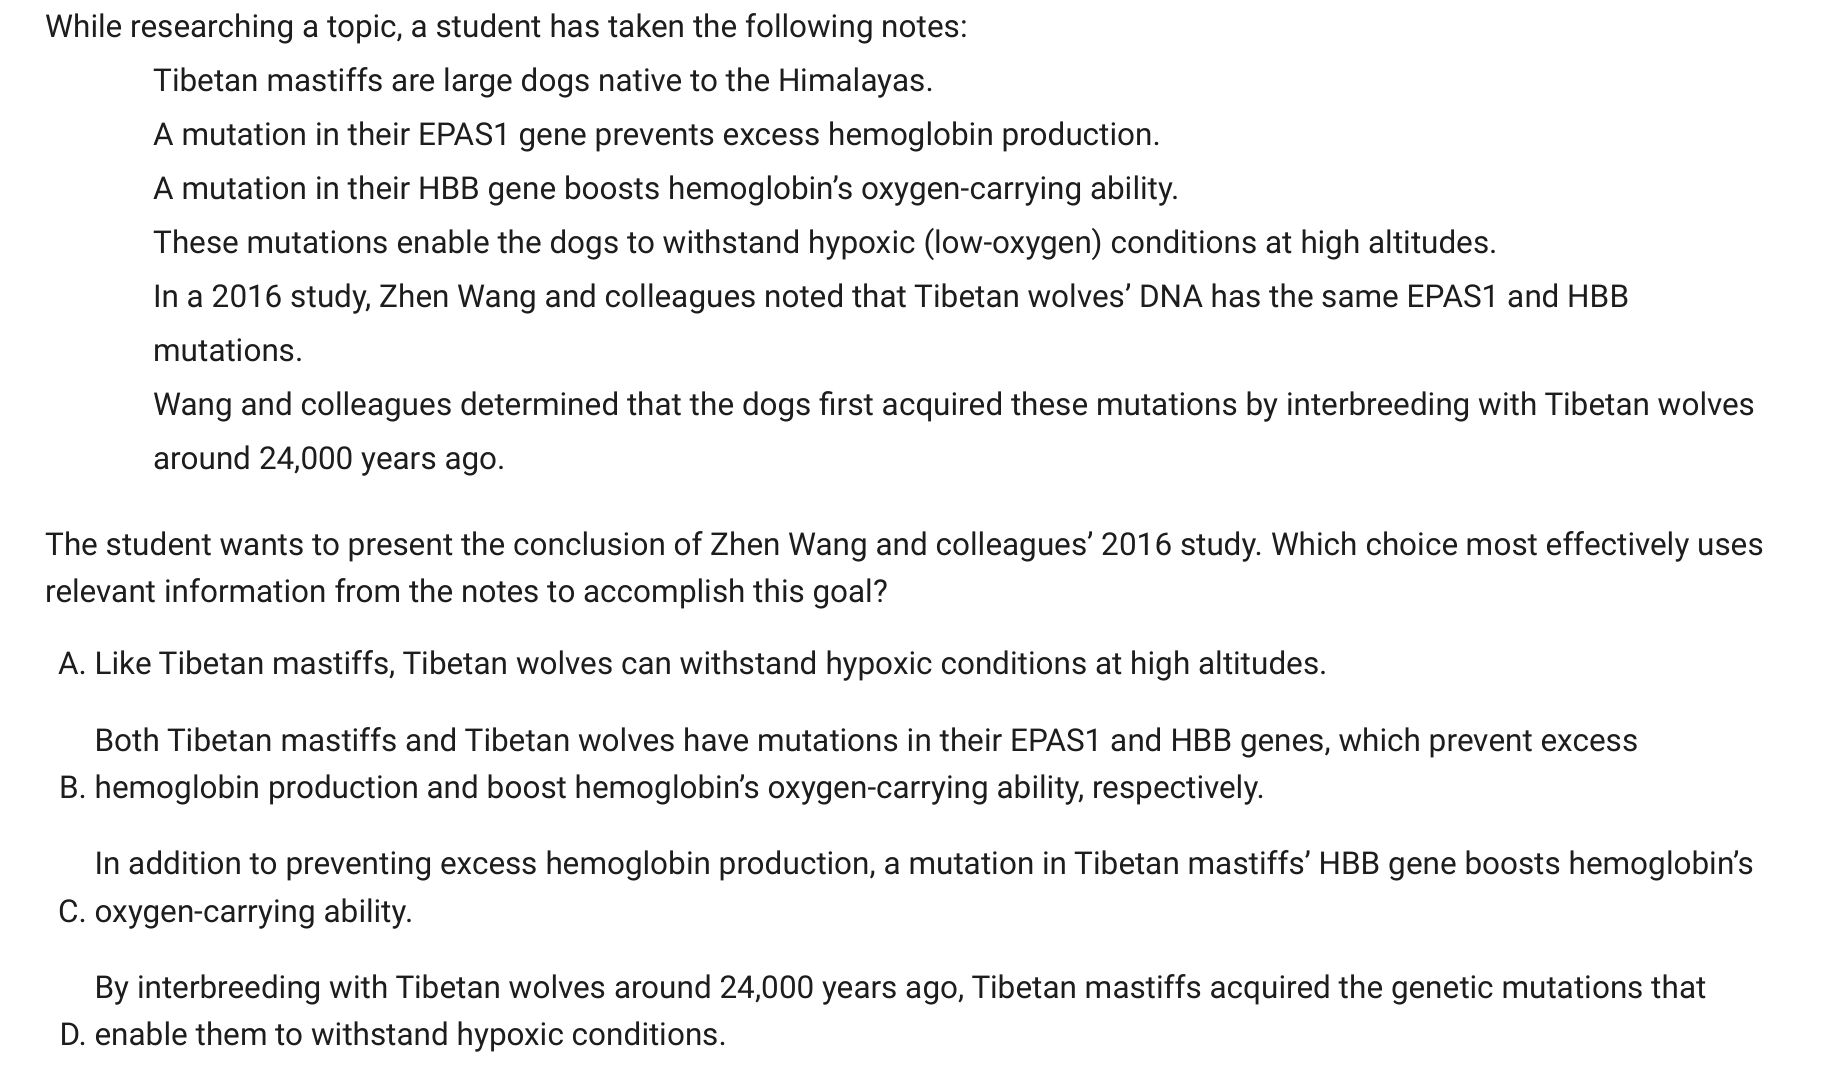 While researching a topic, a student has taken the following notes:
Tibetan mastiffs are large dogs native to the Himalayas.
A mutation in their EPAS1 gene prevents excess hemoglobin production.
A mutation in their HBB gene boosts hemoglobin’s oxygen-carrying ability.
These mutations enable the dogs to withstand hypoxic (low-oxygen) conditions at high altitudes.
In a 2016 study, Zhen Wang and colleagues noted that Tibetan wolves’ DNA has the same EPAS1 and HBB
mutations.
Wang and colleagues determined that the dogs first acquired these mutations by interbreeding with Tibetan wolves
around 24,000 years ago.
The student wants to present the conclusion of Zhen Wang and colleagues’ 2016 study. Which choice most effectively uses
relevant information from the notes to accomplish this goal?
A. Like Tibetan mastiffs, Tibetan wolves can withstand hypoxic conditions at high altitudes.
Both Tibetan mastiffs and Tibetan wolves have mutations in their EPAS1 and HBB genes, which prevent excess
B. hemoglobin production and boost hemoglobin’s oxygen-carrying ability, respectively.
In addition to preventing excess hemoglobin production, a mutation in Tibetan mastiffs’ HBB gene boosts hemoglobin’s
C. oxygen-carrying ability.
By interbreeding with Tibetan wolves around 24,000 years ago, Tibetan mastiffs acquired the genetic mutations that
D. enable them to withstand hypoxic conditions.